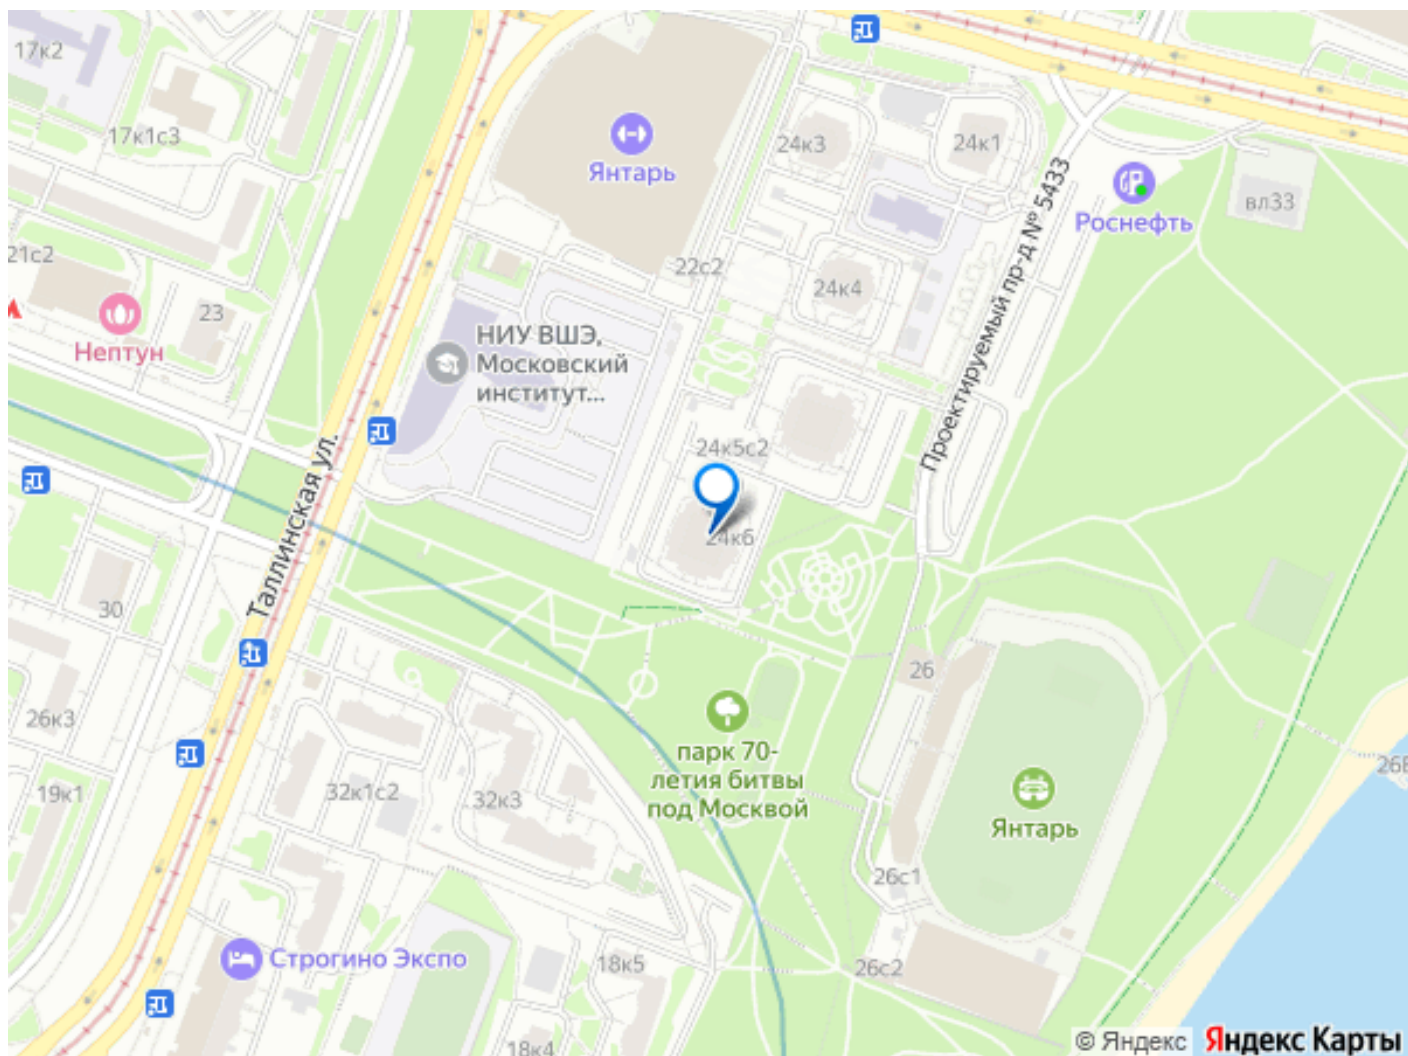 17к2
17к1с3
Янтарь
24к3
24к1
Роснефть
вл33
21с2
23
Нептун
22с2
24к4
Проектируемый пр-д № 5433
НИУ ВШЭ,
Московский
институт...
24к5с2
24к6
Таллинская ул.
30
26
26к3
парк 70-
летия битвы
под Москвой
19к1
32к1с2
32к3
Янтарь
26с1
Строгино Экспо
18к5
26с2
18к4
© Яндекс Яндекс Карты